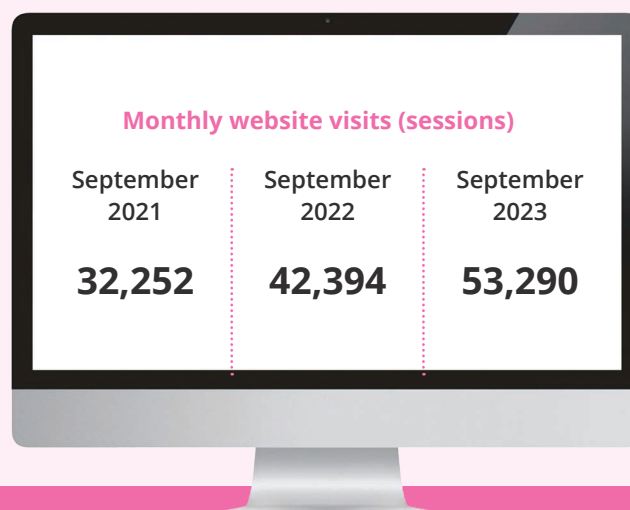 Monthly website visits (sessions)
September
2021
32,252
September
2022
42,394
September
2023
53,290